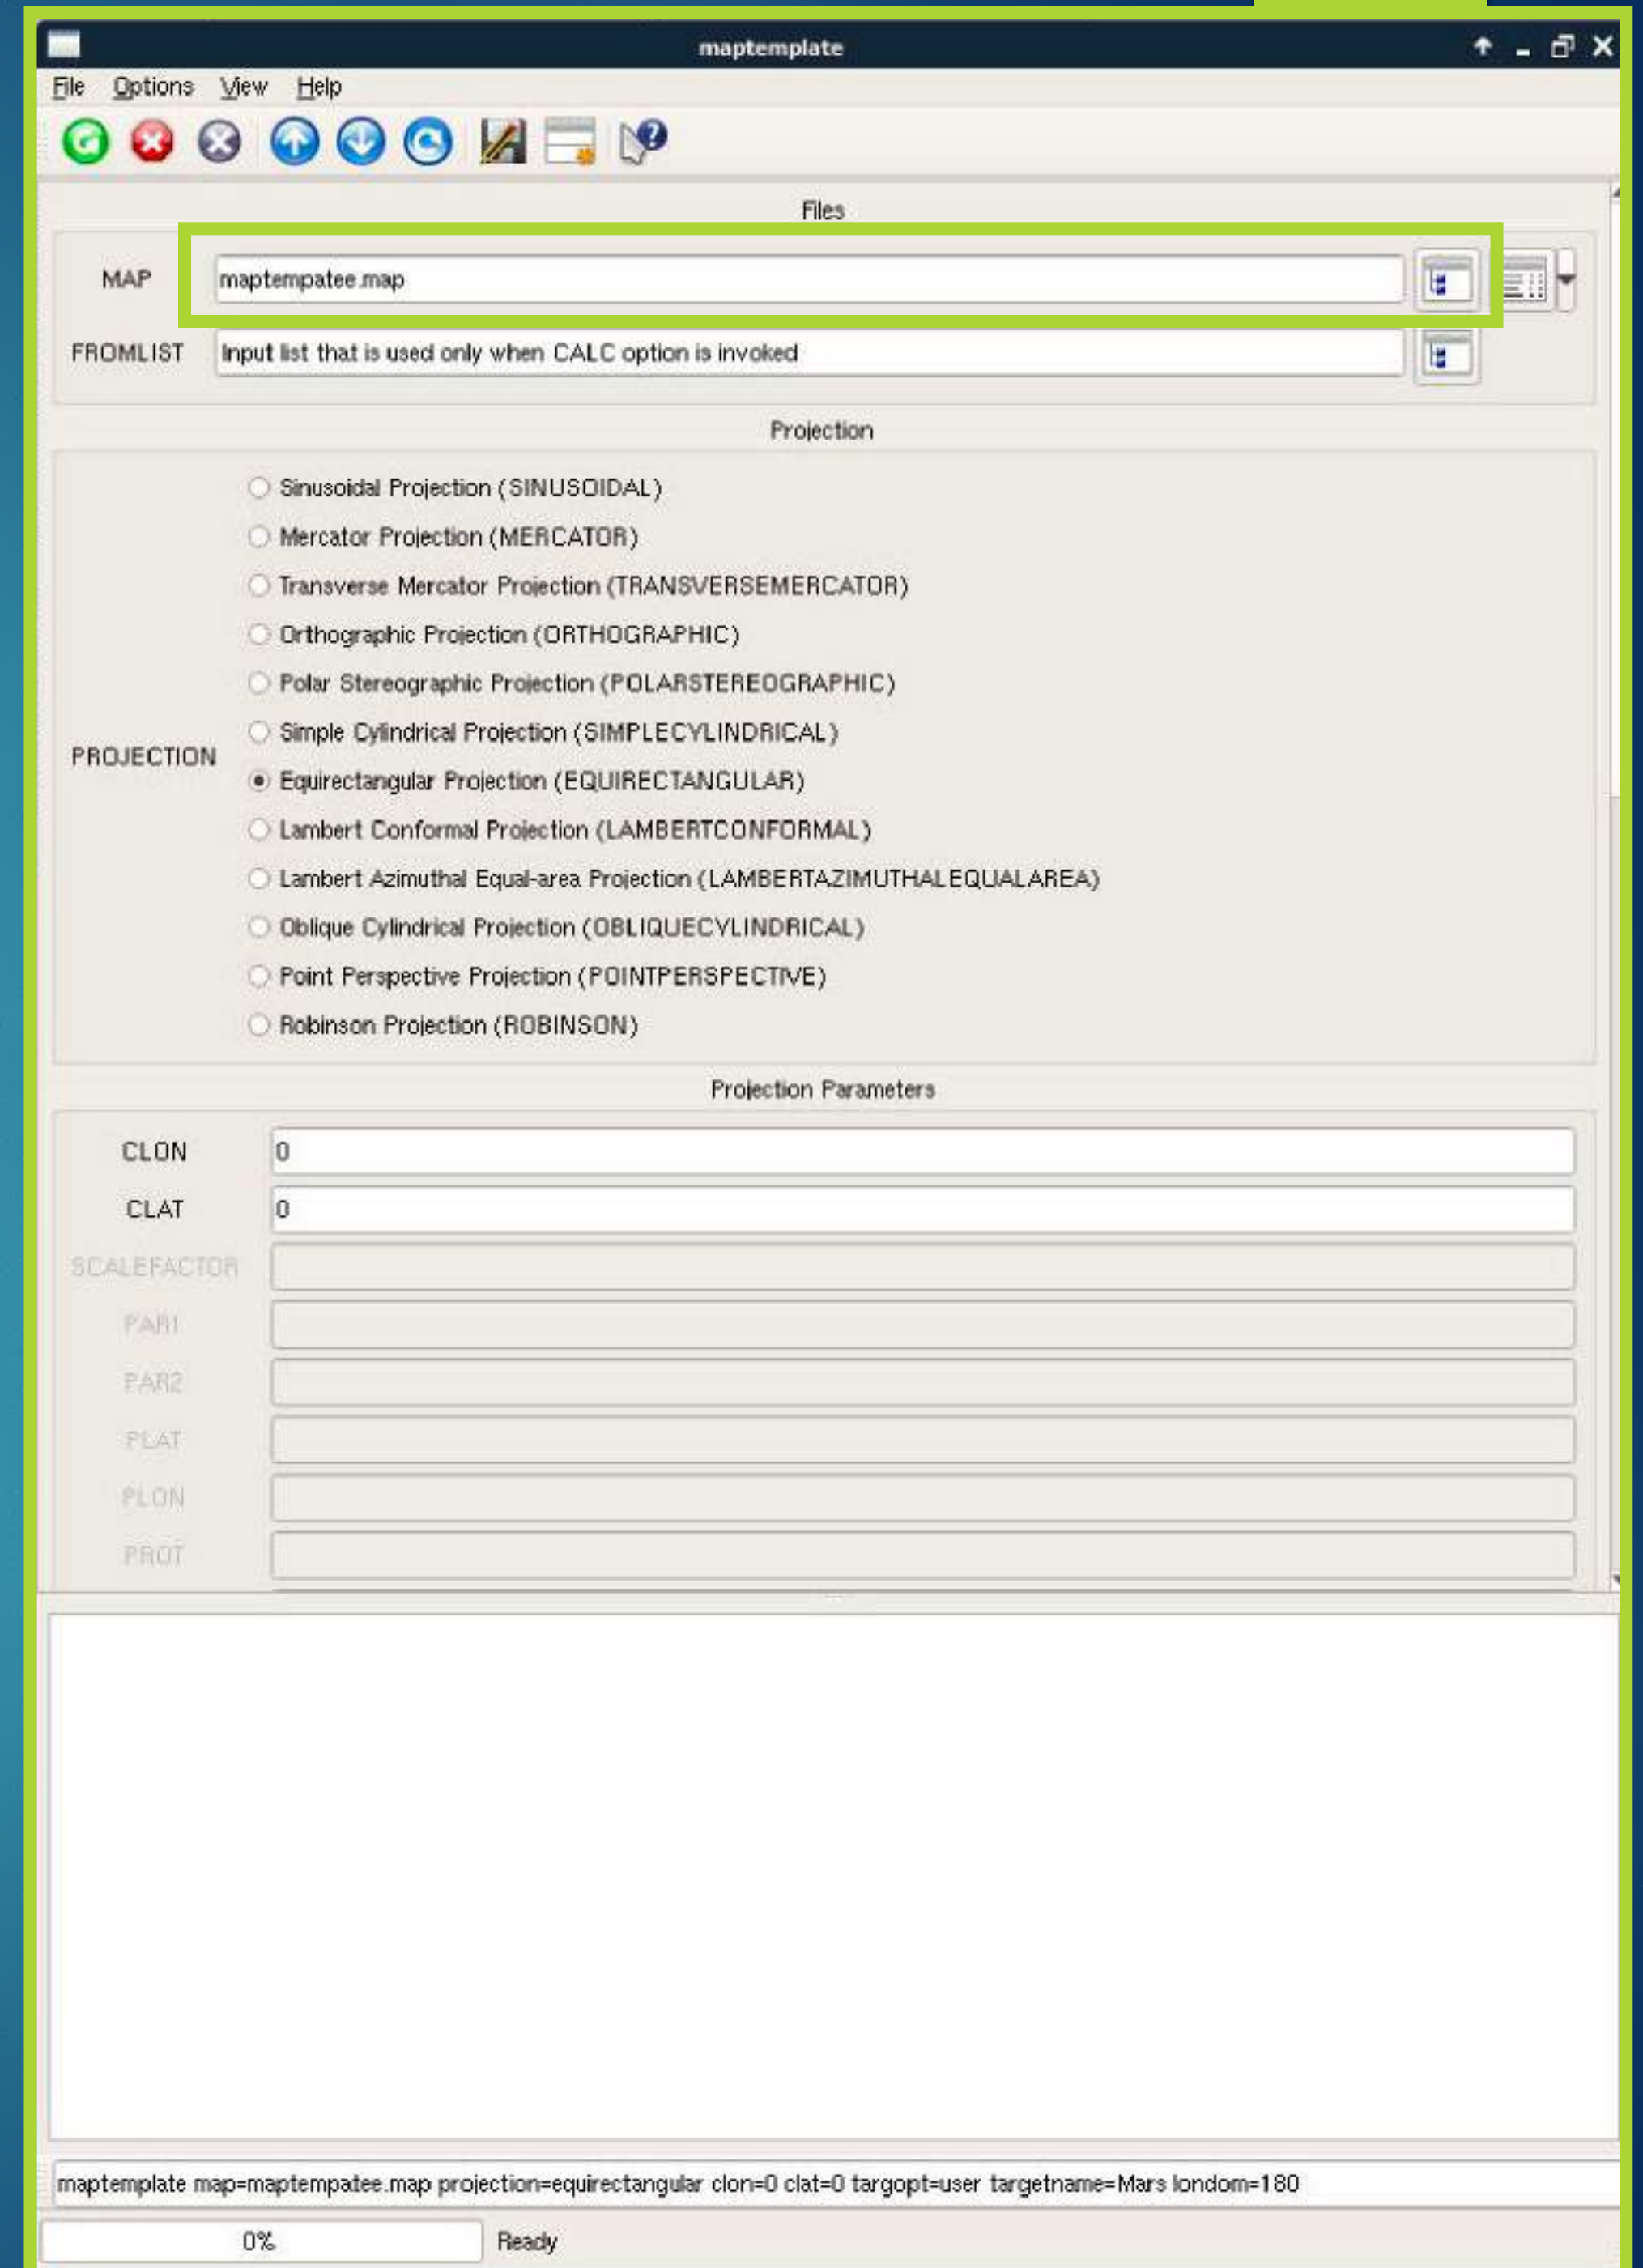 maptemplate
File Options View Help
Files
MAP maptempatee.map
FROMLIST Input list that is used only when CALC option is invoked
Projection
PROJECTION
Sinusoidal Projection (SINUSOIDAL)
Mercator Projection (MERCATOR)
Transverse Mercator Projection (TRANSVERSEMERCATOR)
Orthographic Projection (ORTHOGRAPHIC)
Polar Stereographic Projection (POLARSTEREOGRAPHIC)
Simple Cylindrical Projection (SIMPLECYLINDRICAL)
Equirectangular Projection (EQUIRECTANGULAR)
Lambert Conformal Projection (LAMBERTCONFORMAL)
Lambert Azimuthal Equal-area Projection (LAMBERTAZIMUTHALEQUALAREA)
Oblique Cylindrical Projection (OBLIQUECYLINDRICAL)
Point Perspective Projection (POINTPERSPECTIVE)
Robinson Projection (ROBINSON)
Projection Parameters
CLON 0
CLAT 0
SCALEFACTOR
PAR1
PAR2
PLAT
PLON
PROT
maptemplate map=maptempatee.map projection=equirectangular clon=0 clat=0 targopt=user targetname=Mars londom=180
0% Ready